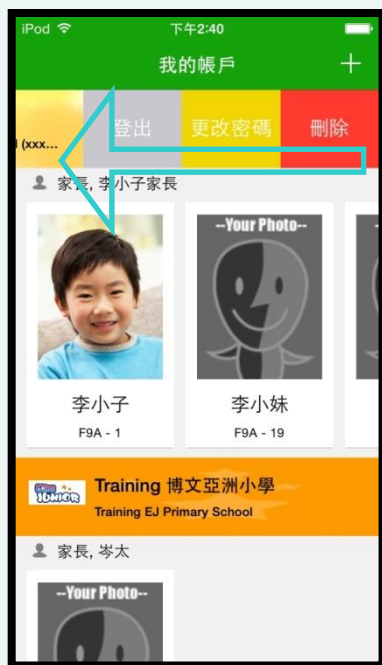 iPod 下午2:40
我的帳戶 +
登出 更改密碼 刪除
l (xxx...
家長, 李小子家長
--Your Photo--
李小子 李小妹
F9A - 1 F9A - 19
JUNIOR Training 博文亞洲小學
Training EJ Primary School
家長, 岑太
--Your Photo--